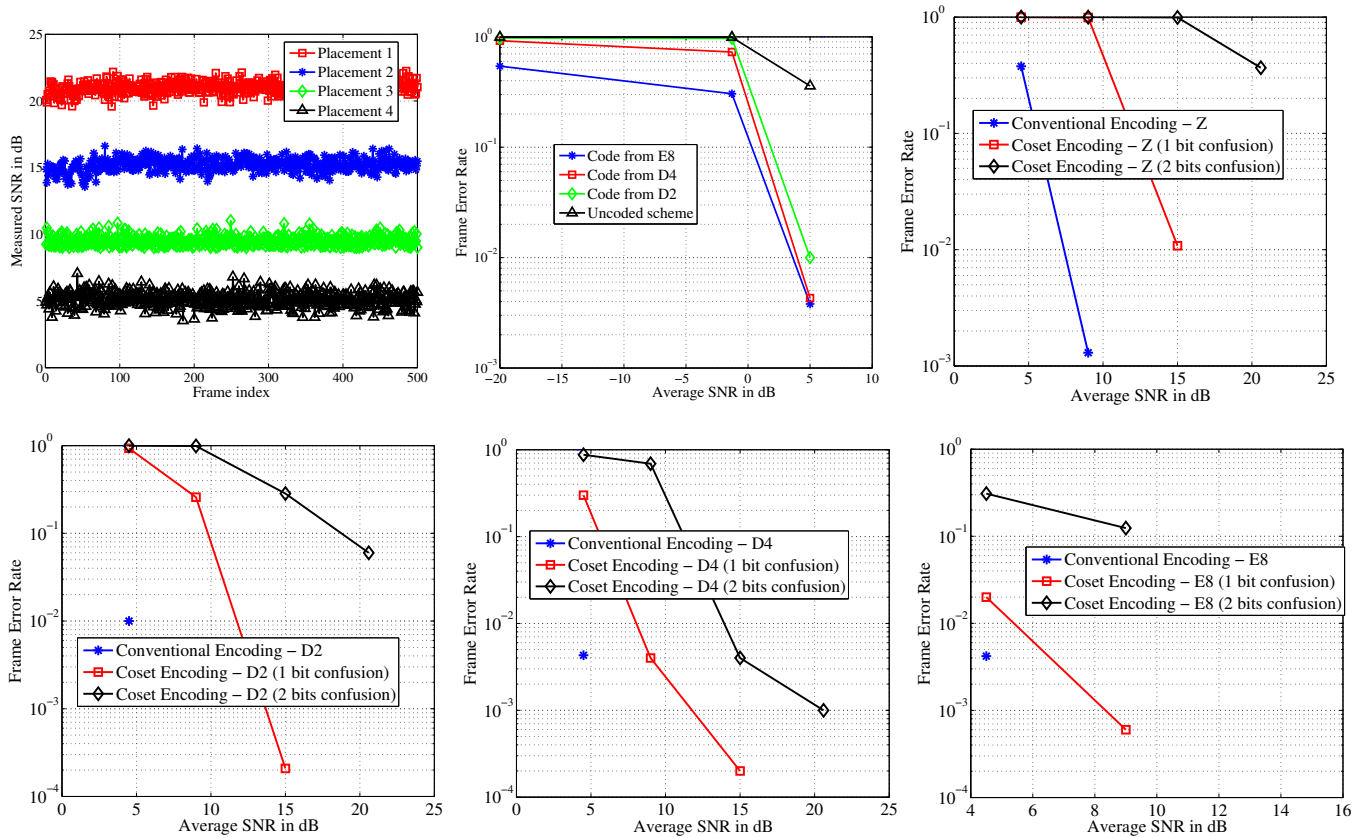 25
20
15
10
5
0
Measured SNR in dB
0 100 200 300 400 500
Frame index
Placement 1
Placement 2
Placement 3
Placement 4
10^0
10^-1
10^-2
10^-3
Frame Error Rate
-20 -15 -10 -5 0 5 10
Average SNR in dB
Code from E8
Code from D4
Code from D2
Uncoded scheme
10^0
10^-1
10^-2
10^-3
Frame Error Rate
0 5 10 15 20 25
Average SNR in dB
Conventional Encoding – Z
Coset Encoding – Z (1 bit confusion)
Coset Encoding – Z (2 bits confusion)
10^0
10^-1
10^-2
10^-3
10^-4
Frame Error Rate
0 5 10 15 20 25
Average SNR in dB
Conventional Encoding – D2
Coset Encoding – D2 (1 bit confusion)
Coset Encoding – D2 (2 bits confusion)
10^0
10^-1
10^-2
10^-3
10^-4
Frame Error Rate
0 5 10 15 20 25
Average SNR in dB
Conventional Encoding – D4
Coset Encoding – D4 (1 bit confusion)
Coset Encoding – D4 (2 bits confusion)
10^0
10^-1
10^-2
10^-3
10^-4
Frame Error Rate
4 6 8 10 12 14 16
Average SNR in dB
Conventional Encoding – E8
Coset Encoding – E8 (1 bit confusion)
Coset Encoding – E8 (2 bits confusion)